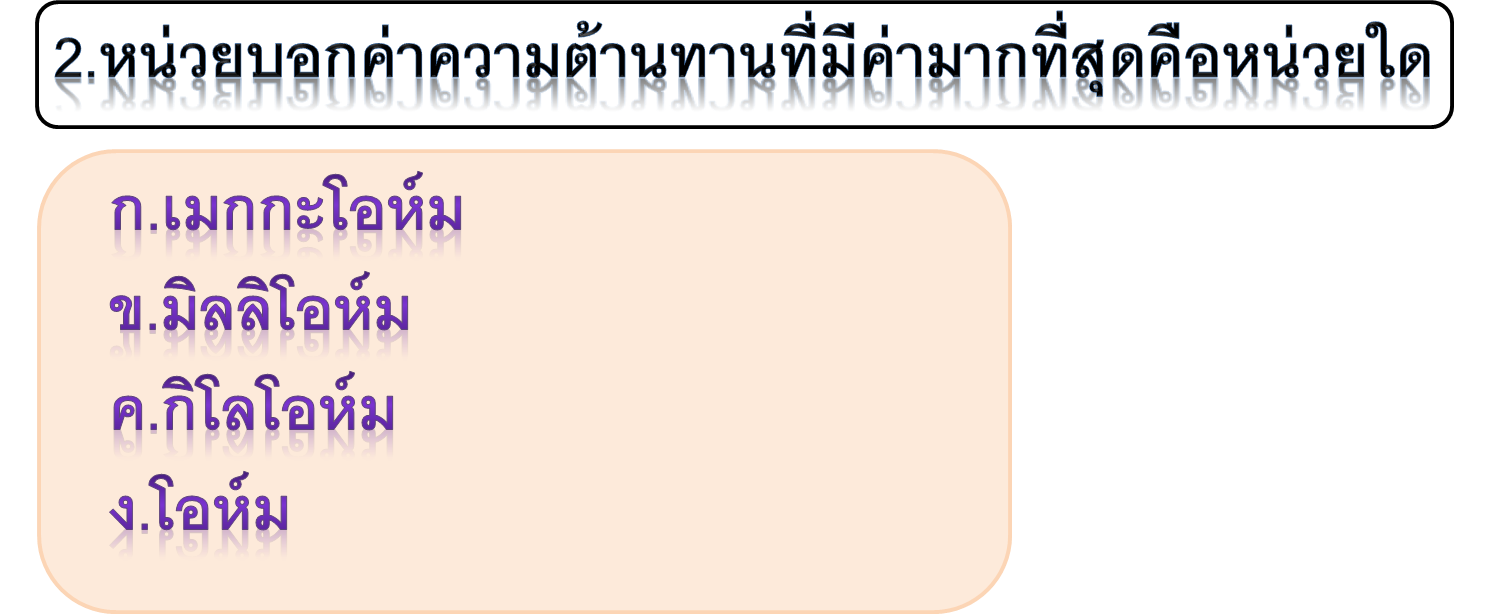 2.หน่วยบอกค่าความต้านทานที่มีค่ามากที่สุดคือหน่วยใด
ก.เมกกะโอห์ม
ข.มิลลิโอห์ม
ค.กิโลโอห์ม
ง.โอห์ม